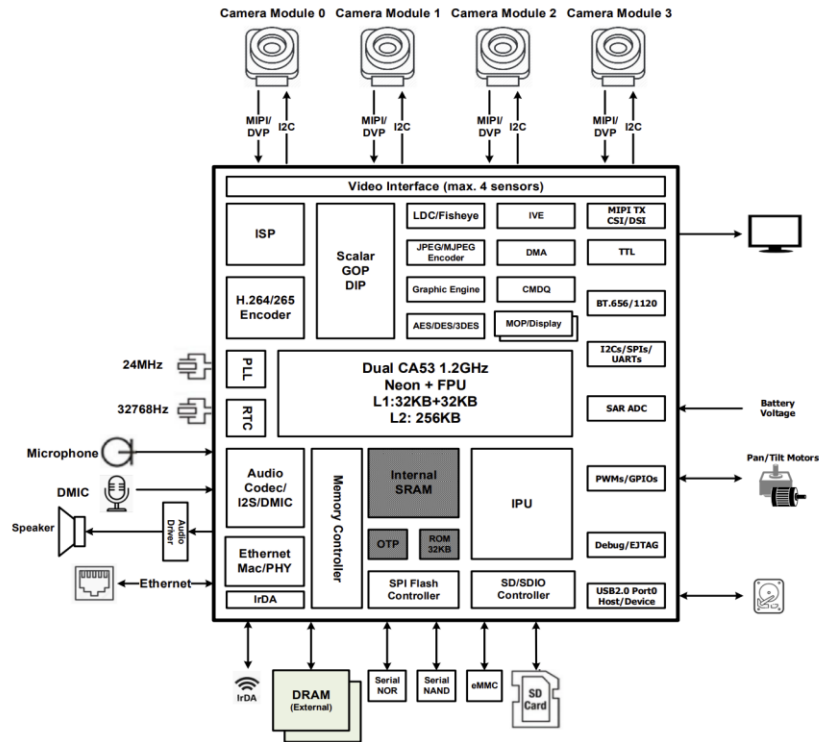 Camera Module 0
Camera Module 1
Camera Module 2
Camera Module 3
MIPI/
DVP
I2C
MIPI/
DVP
I2C
MIPI/
DVP
I2C
MIPI/
DVP
I2C
Video Interface (max. 4 sensors)
ISP
Scalar
GOP
DIP
LDC/Fisheye
IVE
MIPI TX
CSI/DSI
JPEG/MJPEG
Encoder
DMA
TTL
H.264/265
Encoder
Graphic Engine
CMDQ
BT.656/1120
AES/DES/3DES
MOP/Display
I2Cs/SPIs/
UARTs
24MHz
PLL
Dual CA53 1.2GHz
Neon + FPU
L1:32KB+32KB
L2: 256KB
32768Hz
RTC
SAR ADC
Battery
Voltage
Microphone
DMIC
Speaker
Audio
Driver
Audio
Codec/
I2S/DMIC
Memory Controller
Internal
SRAM
IPU
PWMs/GPIOs
Pan/Tilt Motors
OTP
ROM
32KB
Debug/EJTAG
Ethernet
Ethernet
Mac/PHY
IrDA
SPI Flash
Controller
SD/SDIO
Controller
USB2.0 Port0
Host/Device
IrDA
DRAM
(External)
Serial
NOR
Serial
NAND
eMMC
SD
Card